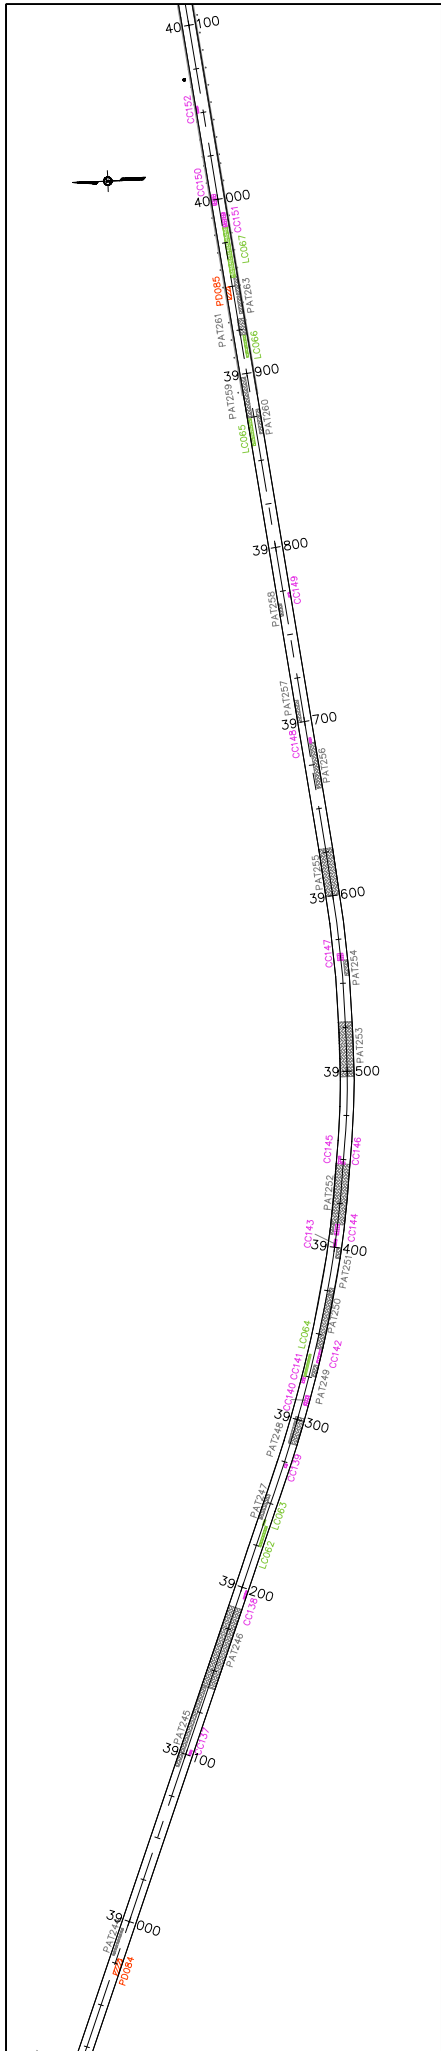 40 100
CC152
CC150
40 000
CC151
LC067
PD085
PAT263
PAT261
LC066
39 900
PAT259
PAT260
LC065
39 800
CC149
PAT258
PAT257
39 700
CC148
PAT256
PAT255
39 600
CC147
PAT254
PAT253
39 500
CC145
CC146
PAT252
CC144
CC143
39 400
PAT251
PAT250
LC064
CC142
CC141
PAT249
CC140
39 300
PAT248
CC139
PAT247
LC063
LC062
39 200
CC138
PAT246
PAT245
CC137
39 100
39 000
PD084